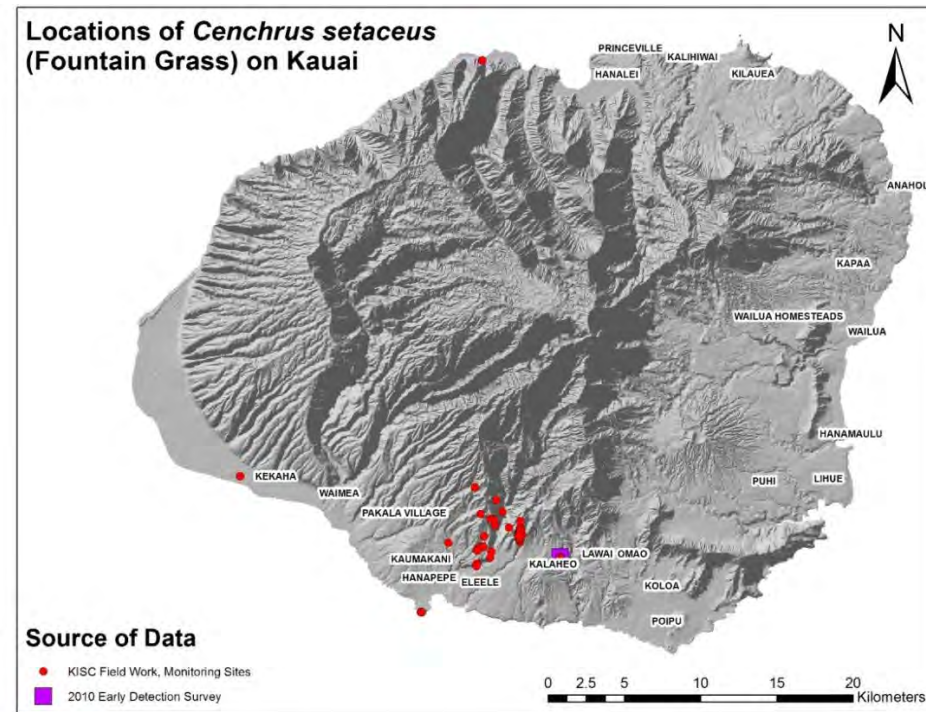 Locations of Cenchrus setaceus
(Fountain Grass) on Kauai
N
PRINCEVILLE
KALIHIWAI
HANALEI
KILAUEA
ANAHOL
KAPAA
WAILUA HOMESTEADS
WAILUA
HANAMAULU
KEKAHA
PUHI
LIHUE
WAIMEA
PAKALA VILLAGE
LAWAI OMAO
KAUMAKANI
KALAHEO
HANAPEPE
ELEELE
KOLOA
POIPU
Source of Data
KISC Field Work, Monitoring Sites
2010 Early Detection Survey
0 2.5 5 10 15 20
Kilometers